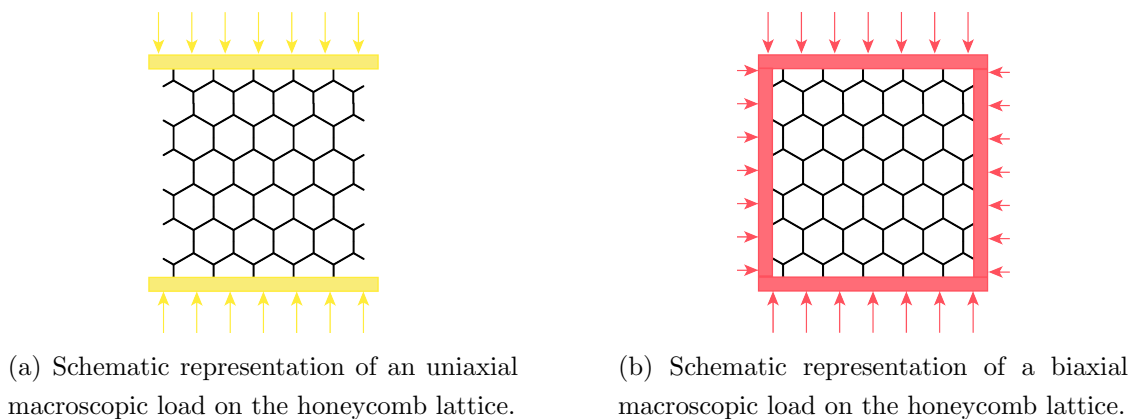 (a) Schematic representation of an uniaxial
macroscopic load on the honeycomb lattice.
(b) Schematic representation of a biaxial
macroscopic load on the honeycomb lattice.